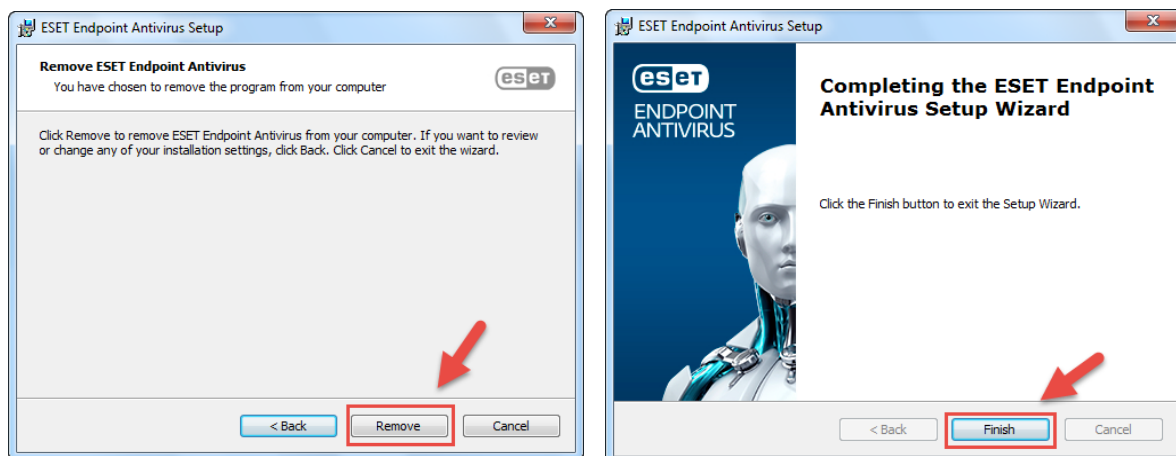 ESET Endpoint Antivirus Setup
x
Remove ESET Endpoint Antivirus
You have chosen to remove the program from your computer
eseT
Click Remove to remove ESET Endpoint Antivirus from your computer. If you want to review
or change any of your installation settings, click Back. Click Cancel to exit the wizard.
< Back
Remove
Cancel
ESET Endpoint Antivirus Setup
x
eseT
ENDPOINT
ANTIVIRUS
Completing the ESET Endpoint
Antivirus Setup Wizard
Click the Finish button to exit the Setup Wizard.
< Back
Finish
Cancel